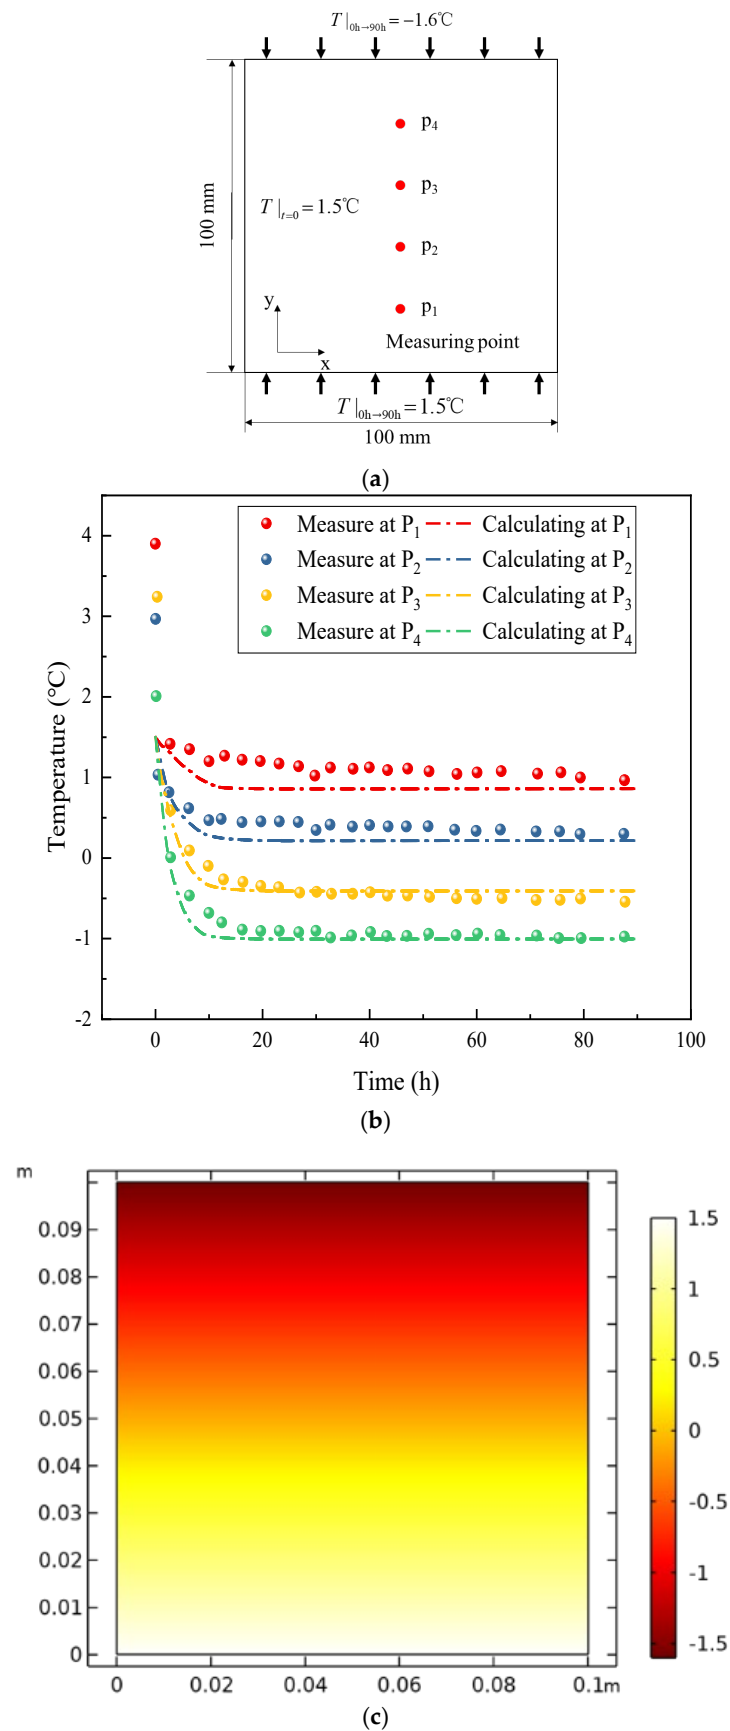 T|0h→90h = −1.6℃
p4
p3
T|t=0 = 1.5℃
p2
p1
100 mm
y
x
Measuring point
T|0h→90h = 1.5℃
100 mm
(a)
Measure at P1 Calculating at P1
Measure at P2 Calculating at P2
Measure at P3 Calculating at P3
Measure at P4 Calculating at P4
Temperature (°C)
4
3
2
1
0
-1
-2
0 20 40 60 80 100
Time (h)
(b)
m
0.09
0.08
0.07
0.06
0.05
0.04
0.03
0.02
0.01
0
0 0.02 0.04 0.06 0.08 0.1m
1.5
1
0.5
0
-0.5
-1
-1.5
(c)